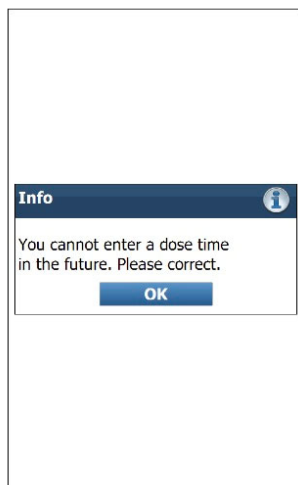 Info
You cannot enter a dose time
in the future. Please correct.
OK